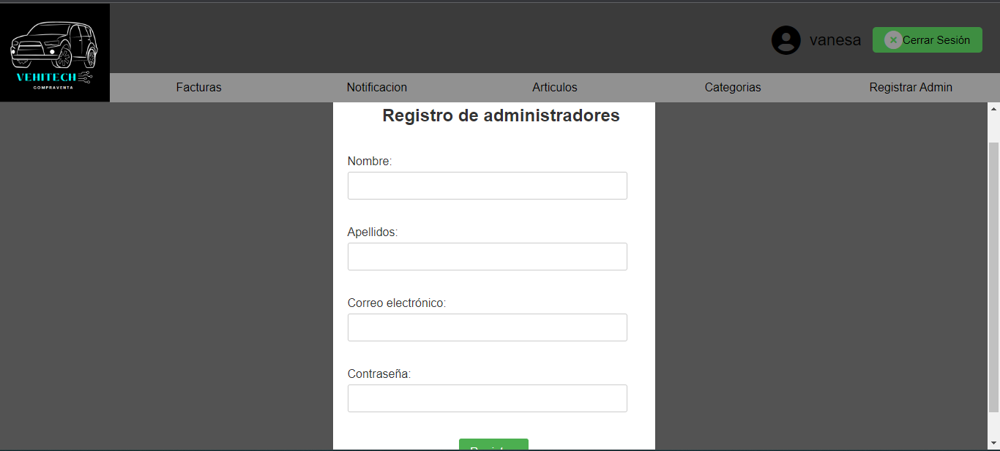 VEHITECH
COMPRAVENTA
vanesa
Cerrar Sesión
Facturas
Notificacion
Articulos
Categorias
Registrar Admin
Registro de administradores
Nombre:
Apellidos:
Correo electrónico:
Contraseña: